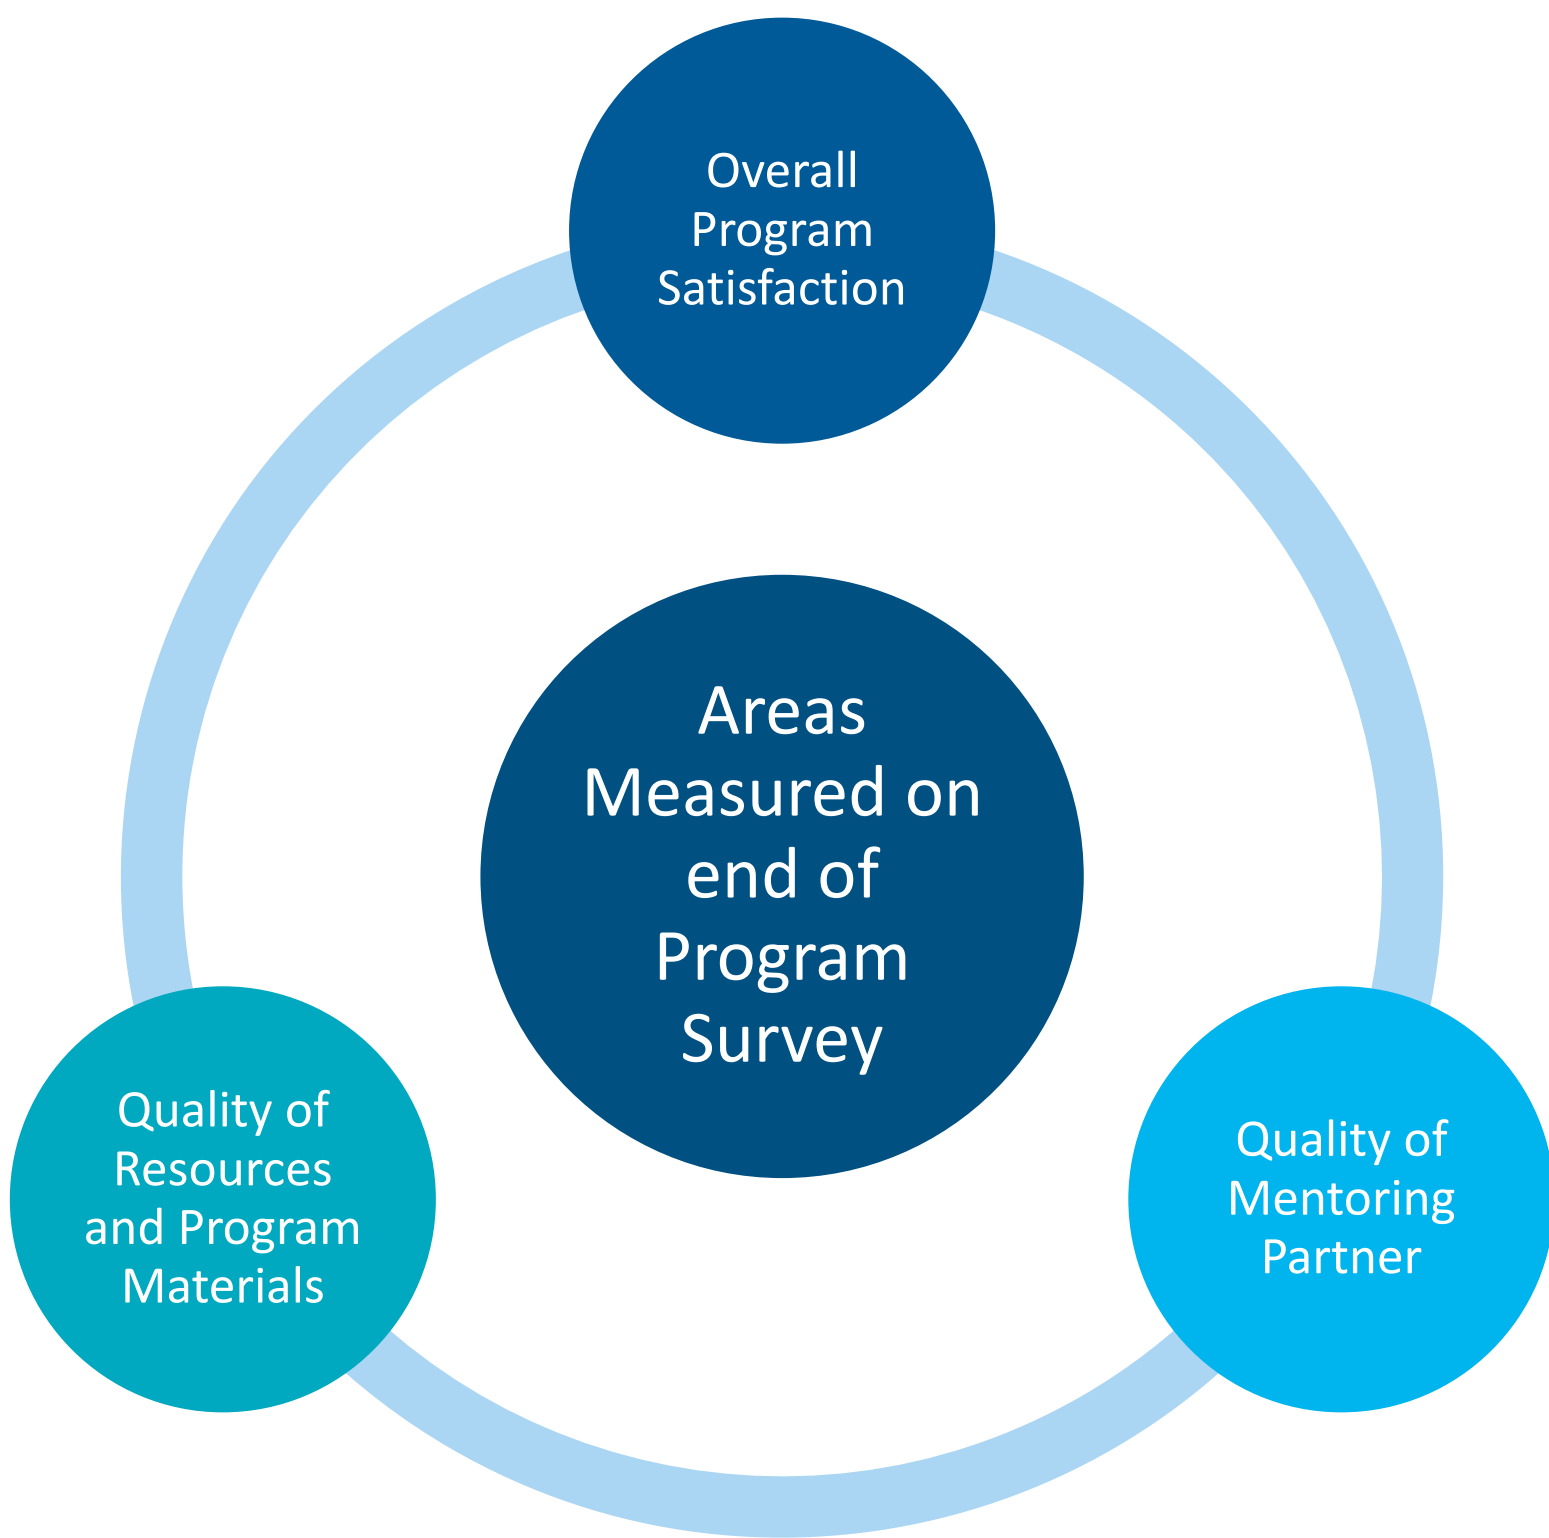 Overall
Program
Satisfaction
Areas
Measured on
end of
Program
Survey
Quality of
Resources
and Program
Materials
Quality of
Mentoring
Partner